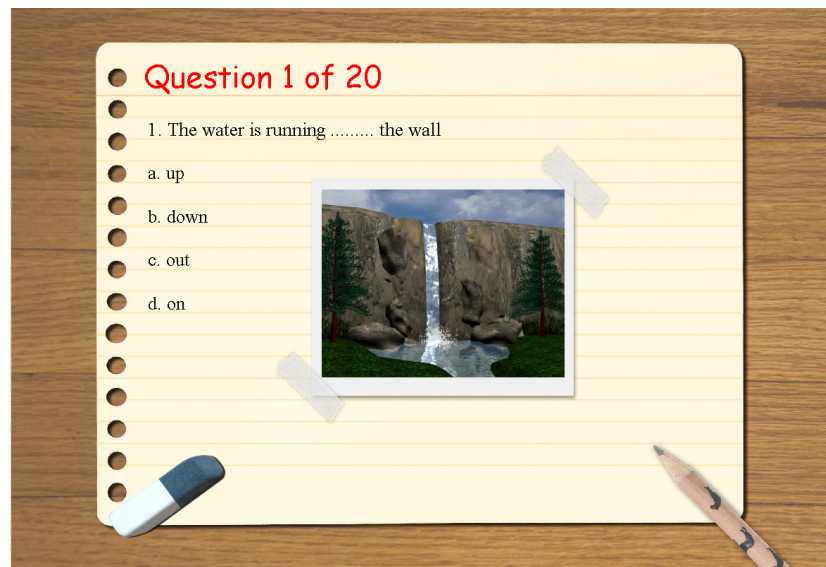 Question 1 of 20
1. The water is running ......... the wall
a. up
b. down
c. out
d. on